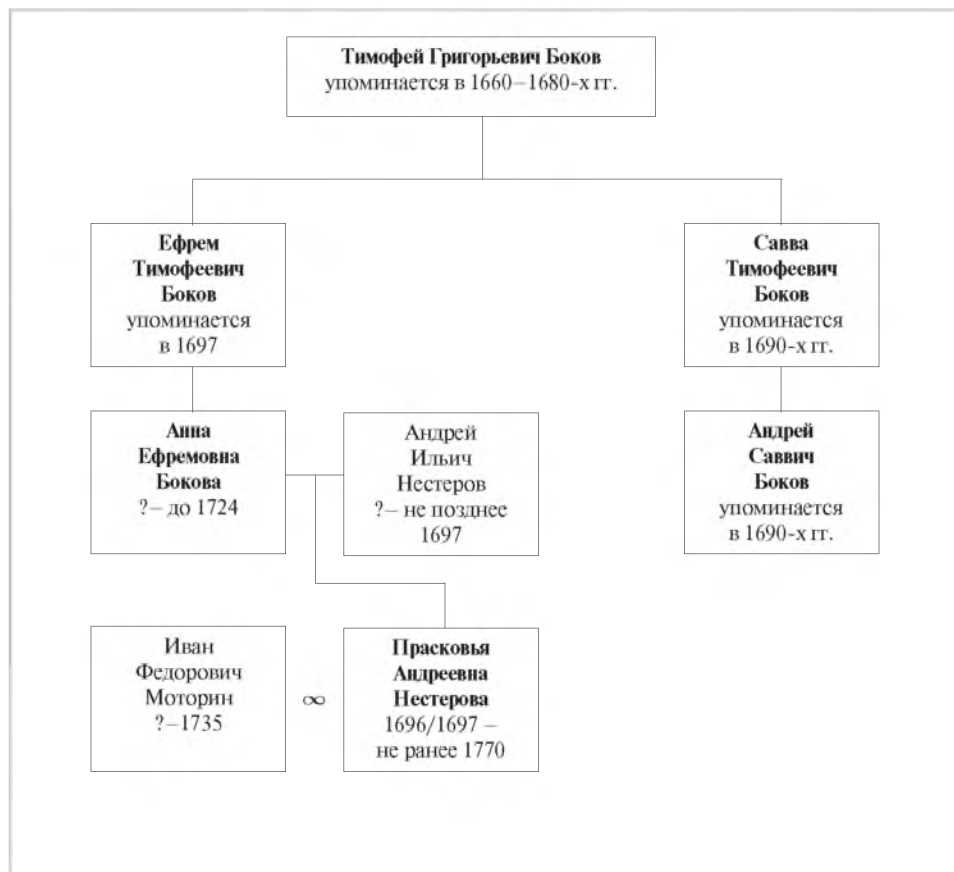 Тимофей Григорьевич Боков
упоминается в 1660–1680-х гг.
Ефрем
Тимофеевич
Боков
упоминается
в 1697
Савва
Тимофеевич
Боков
упоминается
в 1690-х гг.
Анна
Ефремовна
Бокова
?– до 1724
Андрей
Ильич
Нестеров
?– не позднее
1697
Андрей
Саввич
Боков
упоминается
в 1690-х гг.
Иван
Федорович
Моторин
?–1735
∞
Прасковья
Андреевна
Нестерова
1696/1697 –
не ранее 1770